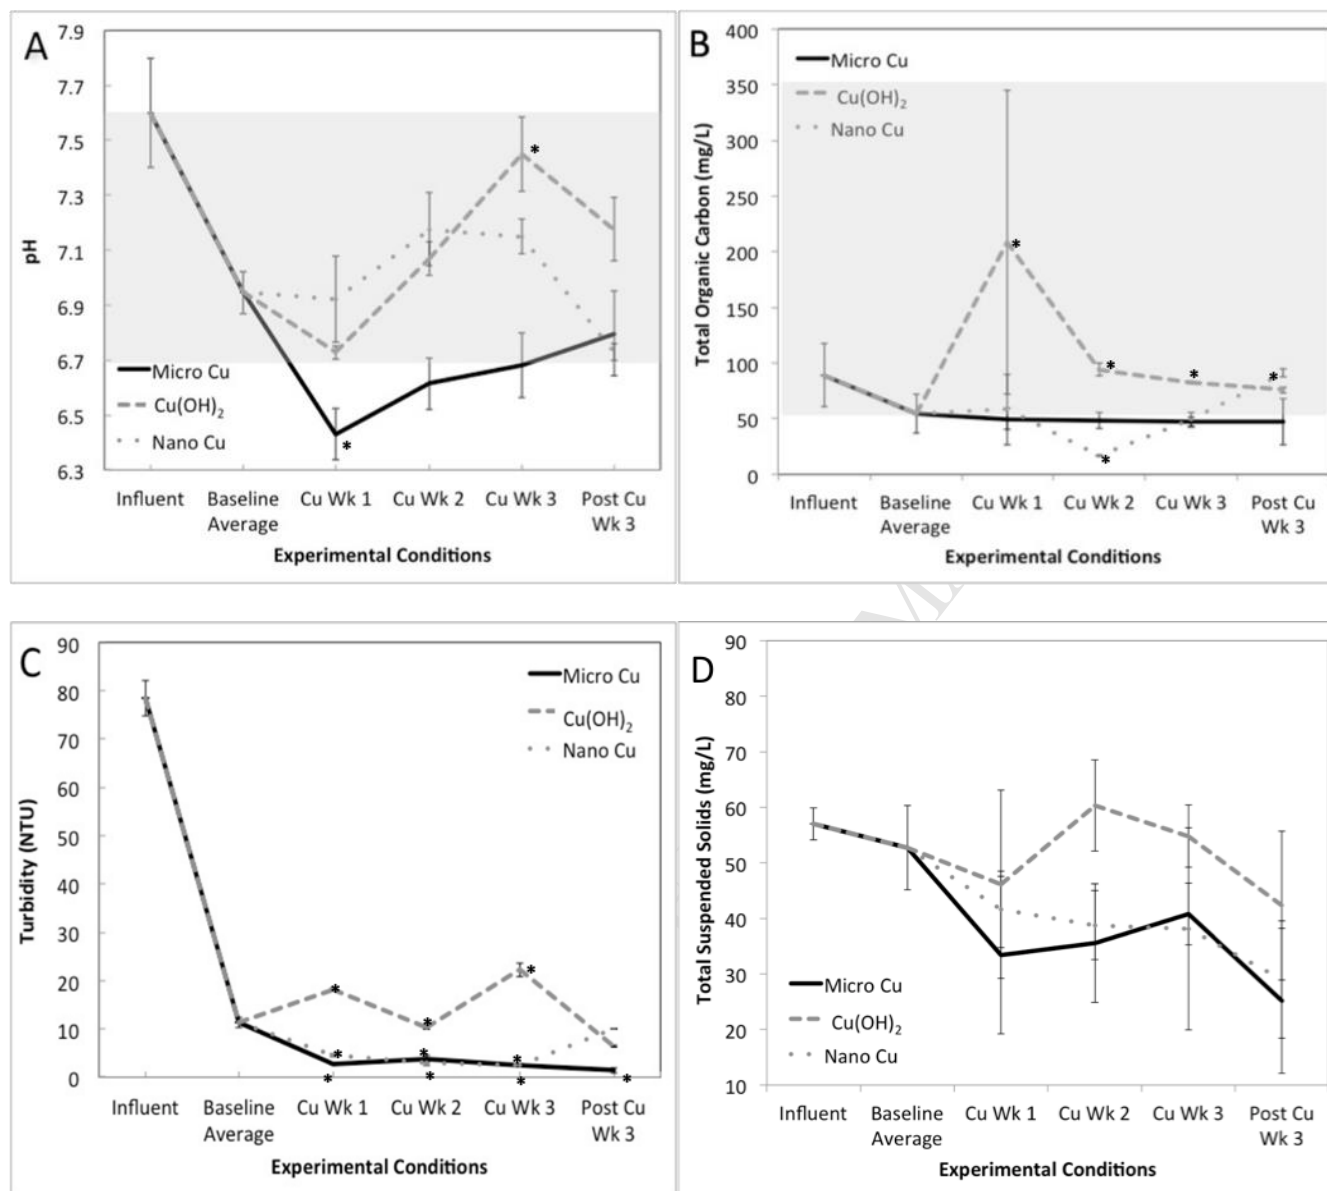 A
7.9
7.7
7.5
7.3
7.1
6.9
6.7
6.5
6.3
pH
Micro Cu
Cu(OH)2
Nano Cu
*
*
Influent
Baseline Average
Cu Wk 1
Cu Wk 2
Cu Wk 3
Post Cu Wk 3
Experimental Conditions
B
400
350
300
250
200
150
100
50
0
Total Organic Carbon (mg/L)
Micro Cu
Cu(OH)2
Nano Cu
*
*
*
*
*
Influent
Baseline Average
Cu Wk 1
Cu Wk 2
Cu Wk 3
Post Cu Wk 3
Experimental Conditions
C
90
80
70
60
50
40
30
20
10
0
Turbidity (NTU)
Micro Cu
Cu(OH)2
Nano Cu
*
*
*
*
*
*
*
*
*
*
Influent
Baseline Average
Cu Wk 1
Cu Wk 2
Cu Wk 3
Post Cu Wk 3
Experimental Conditions
D
90
80
70
60
50
40
30
20
10
Total Suspended Solids (mg/L)
Micro Cu
Cu(OH)2
Nano Cu
Influent
Baseline Average
Cu Wk 1
Cu Wk 2
Cu Wk 3
Post Cu Wk 3
Experimental Conditions